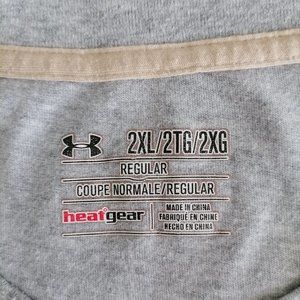 2XL/2TG/2XG
REGULAR
COUPE NORMALE/REGULAR
heatgear
MADE IN CHINA
FABRIQUÉ EN CHINE
HECHO EN CHINA